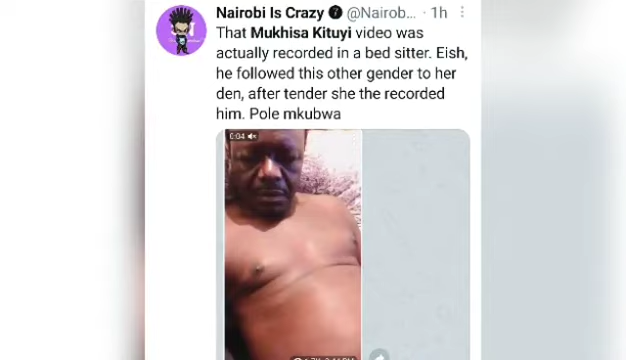 Nairobi Is Crazy @Nairob... · 1h
That Mukhisa Kituyi video was
actually recorded in a bed sitter. Eish,
he followed this other gender to her
den, after tender she the recorded
him. Pole mkubwa
0:04